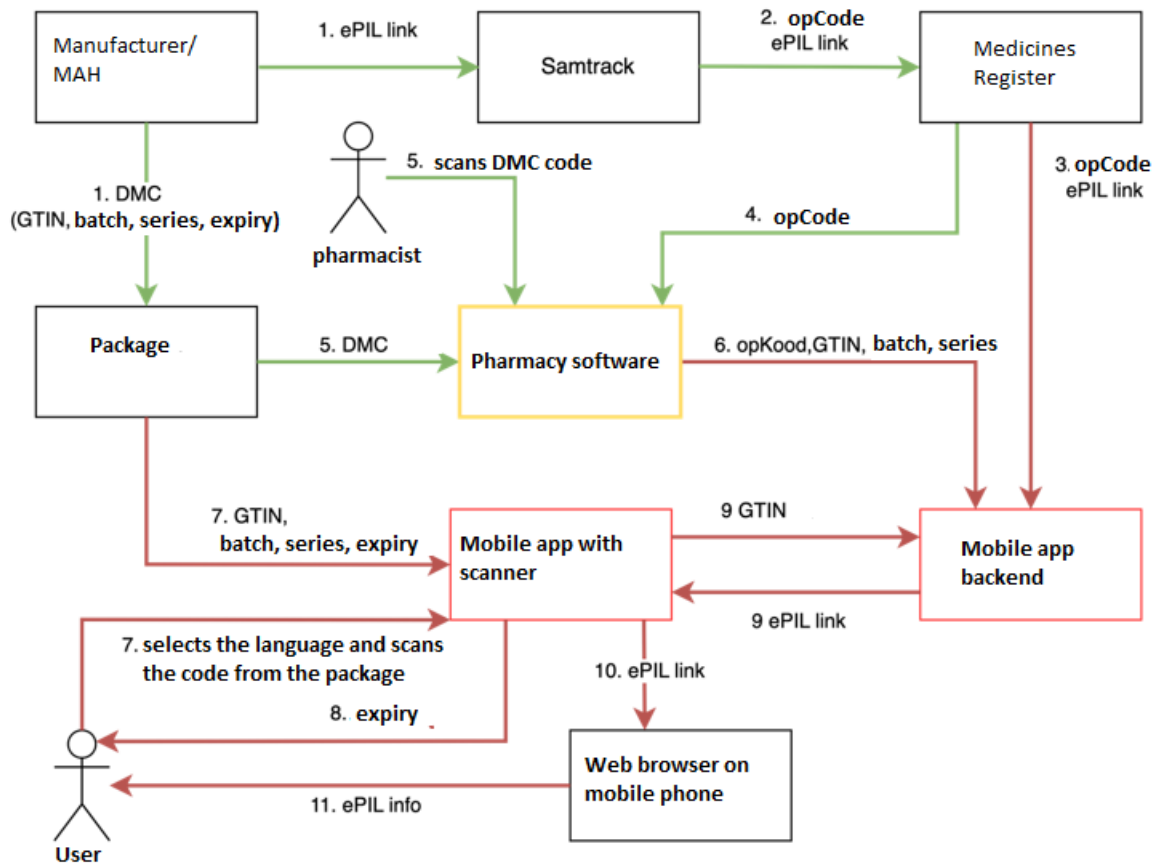 Manufacturer/
MAH
1. ePIL link
Samtrack
2. opCode
ePIL link
Medicines
Register
1. DMC
(GTIN, batch, series, expiry)
5. scans DMC code
pharmacist
3. opCode
ePIL link
4. opCode
Package
5. DMC
Pharmacy software
6. opKood,GTIN, batch, series
7. GTIN,
batch, series, expiry
Mobile app with
scanner
9 GTIN
Mobile app
backend
9 ePIL link
7. selects the language and scans
the code from the package
10. ePIL link
8. expiry
Web browser on
mobile phone
11. ePIL info
User